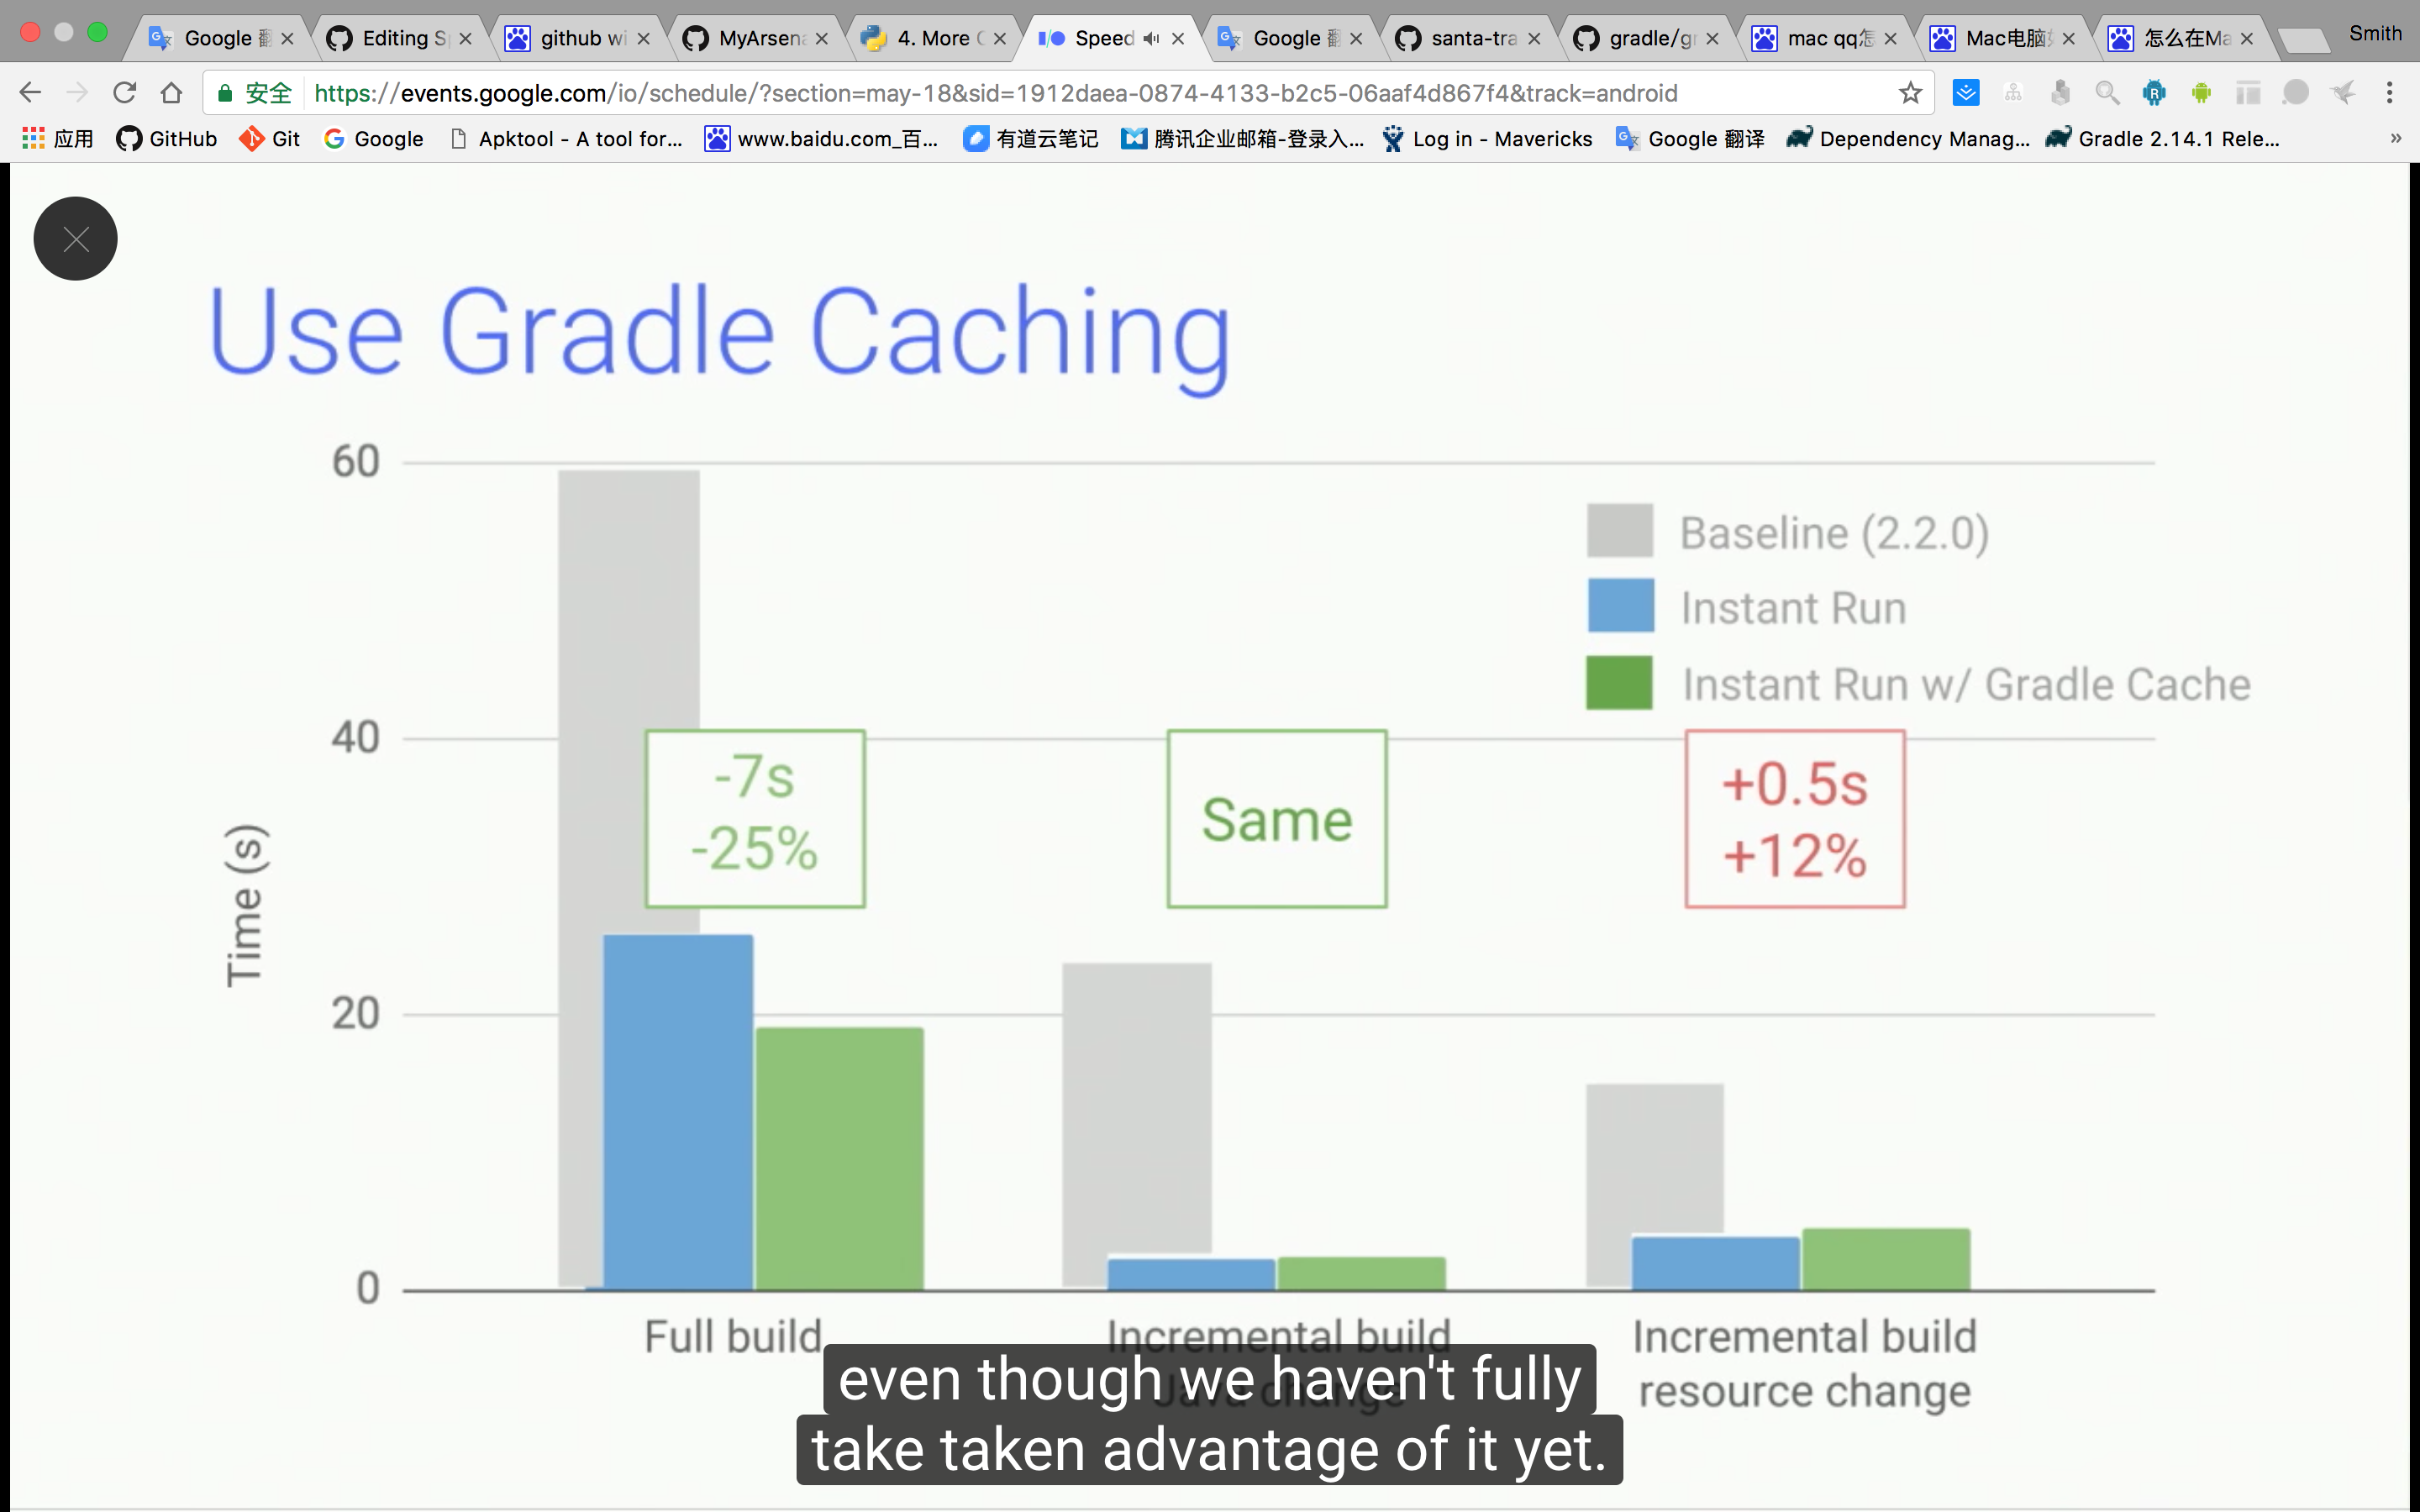 Google 翻
Editing S
github wi
MyArsena
4. More
Speed
Google 翻
santa-tra
gradle/gr
mac qq怎
Mac电脑
怎么在Ma
Smith
安全 https://events.google.com/io/schedule/?section=may-18&sid=1912daea-0874-4133-b2c5-06aaf4d867f4&track=android
应用 GitHub Git Google Apktool - A tool for... www.baidu.com_百... 有道云笔记 腾讯企业邮箱-登录入... Log in - Mavericks Google 翻译 Dependency Manag... Gradle 2.14.1 Rele... »
Use Gradle Caching
60
40
20
0
Time (s)
Baseline (2.2.0)
Instant Run
Instant Run w/ Gradle Cache
-7s
-25%
Same
+0.5s
+12%
Full build
Incremental build
Java change
Incremental build
resource change
even though we haven't fully
take taken advantage of it yet.